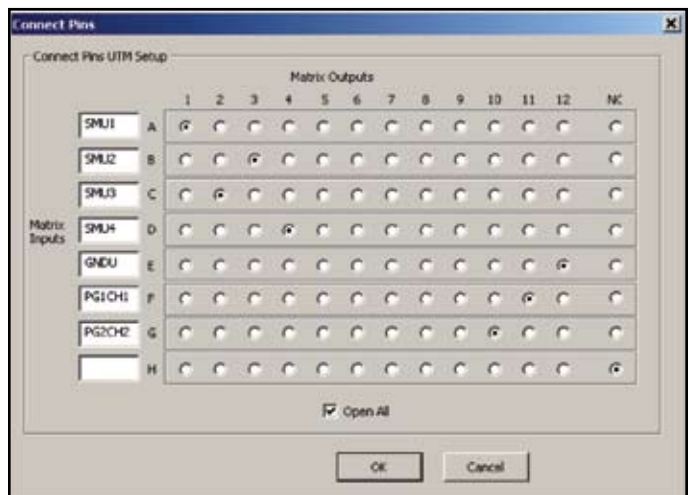 Connect Pins
Connect Pins UTM Setup
Matrix Outputs
1 2 3 4 5 6 7 8 9 10 11 12 NC
SMU1 A
SMU2 B
SMU3 C
Matrix Inputs
SMU4 D
GNDU E
PG1CH1 F
PG2CH2 G
H
Open All
OK Cancel